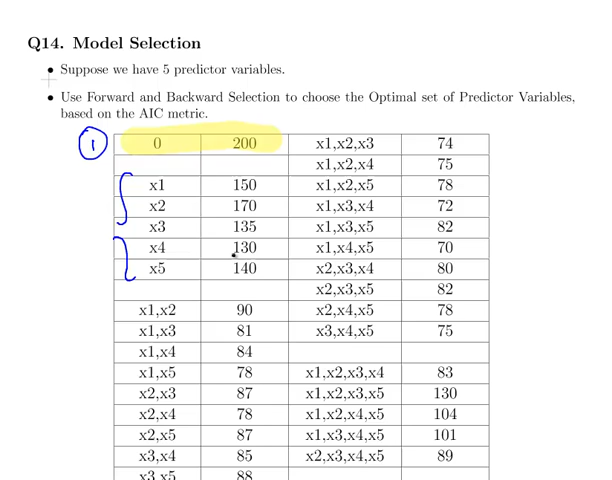 Q14. Model Selection
• Suppose we have 5 predictor variables.
• Use Forward and Backward Selection to choose the Optimal set of Predictor Variables,
based on the AIC metric.
1 0 200 x1,x2,x3 74
x1,x2,x4 75
x1 150 x1,x2,x5 78
x2 170 x1,x3,x4 72
x3 135 x1,x3,x5 82
x4 130 x1,x4,x5 70
x5 140 x2,x3,x4 80
x2,x3,x5 82
x1,x2 90 x2,x4,x5 78
x1,x3 81 x3,x4,x5 75
x1,x4 84
x1,x5 78 x1,x2,x3,x4 83
x2,x3 87 x1,x2,x3,x5 130
x2,x4 78 x1,x2,x4,x5 104
x2,x5 87 x1,x3,x4,x5 101
x3,x4 85 x2,x3,x4,x5 89
x3,x5 88